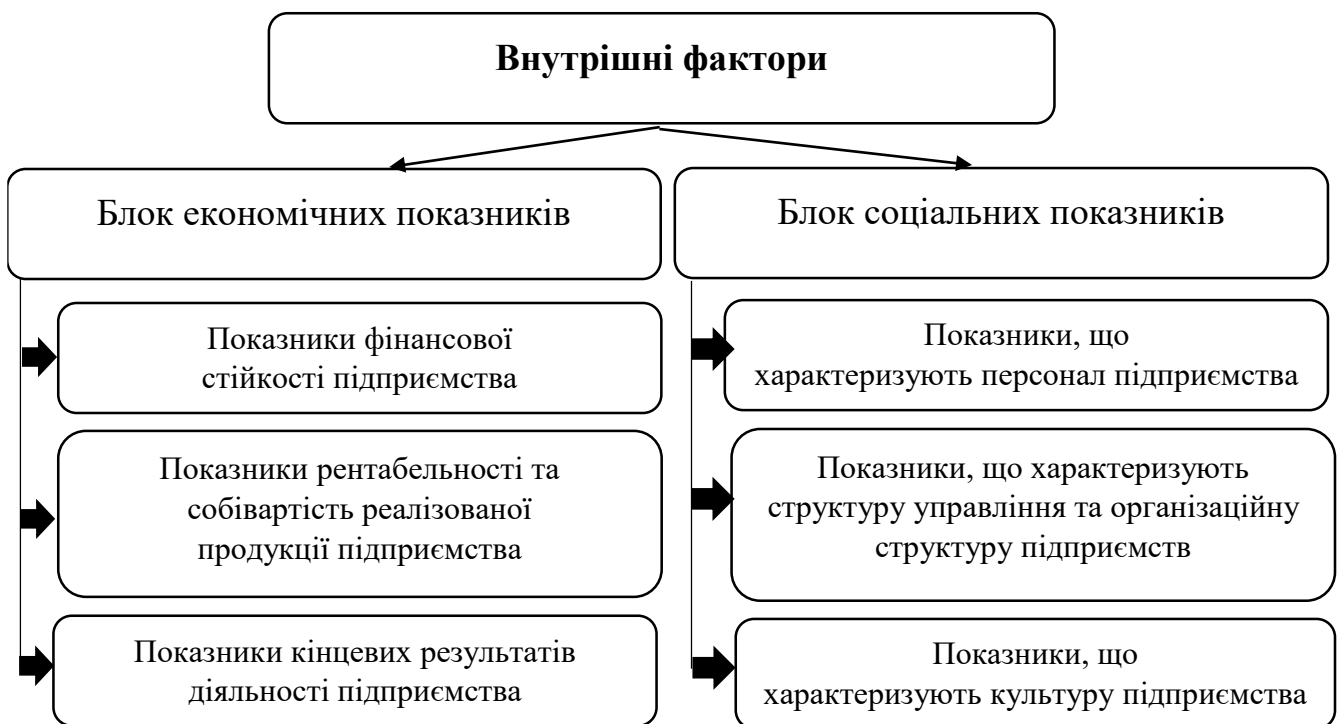 Внутрішні фактори
Блок економічних показників
Блок соціальних показників
Показники фінансової
стійкості підприємства
Показники, що
характеризують персонал підприємства
Показники рентабельності та
собівартість реалізованої
продукції підприємства
Показники, що характеризують
структуру управління та організаційну
структуру підприємств
Показники кінцевих результатів
діяльності підприємства
Показники, що
характеризують культуру підприємства